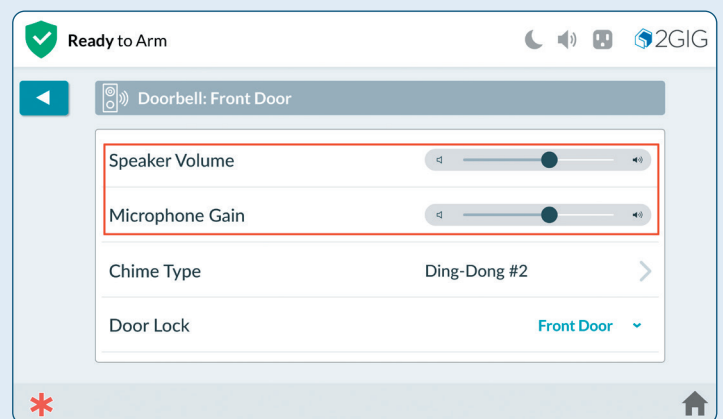 Ready to Arm
2GIG
Doorbell: Front Door
Speaker Volume
Microphone Gain
Chime Type Ding-Dong #2
Door Lock Front Door